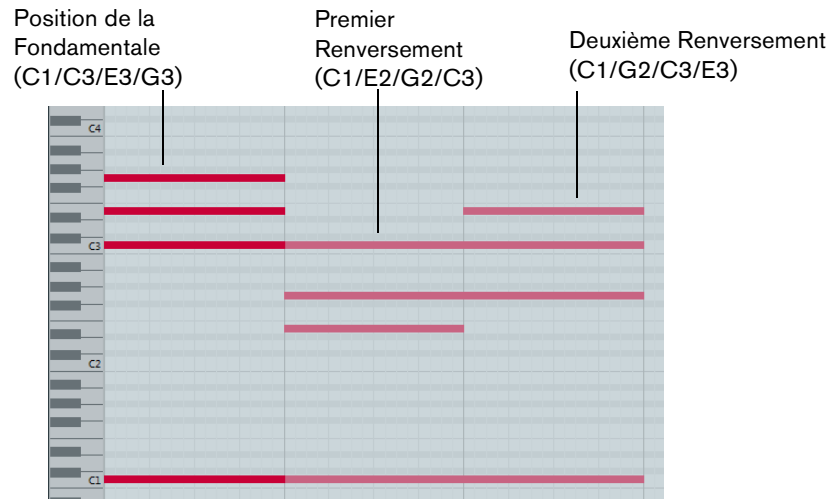 Position de la
Fondamentale
(C1/C3/E3/G3)
Premier
Renversement
(C1/E2/G2/C3)
Deuxième Renversement
(C1/G2/C3/E3)
C4
C3
C2
C1